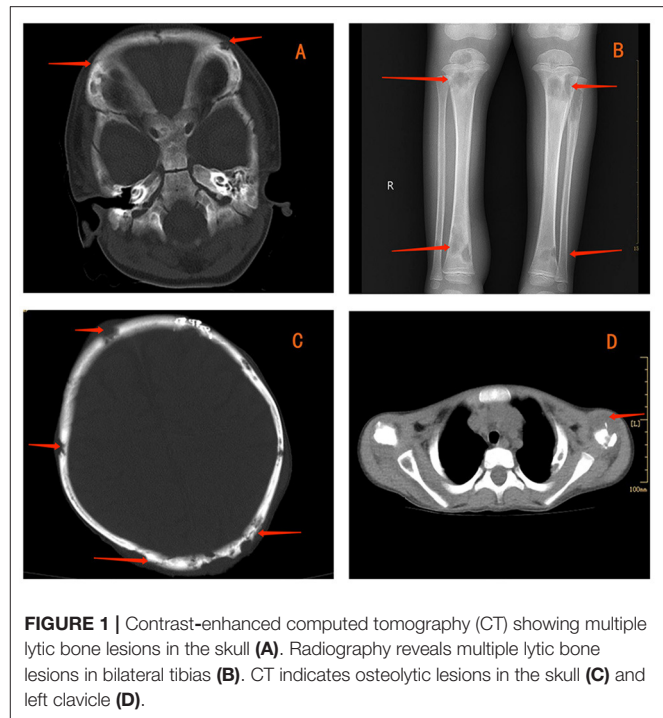 A
B
R
C
D
[L]
100mm
FIGURE 1 | Contrast-enhanced computed tomography (CT) showing multiple
lytic bone lesions in the skull (A). Radiography reveals multiple lytic bone
lesions in bilateral tibias (B). CT indicates osteolytic lesions in the skull (C) and
left clavicle (D).